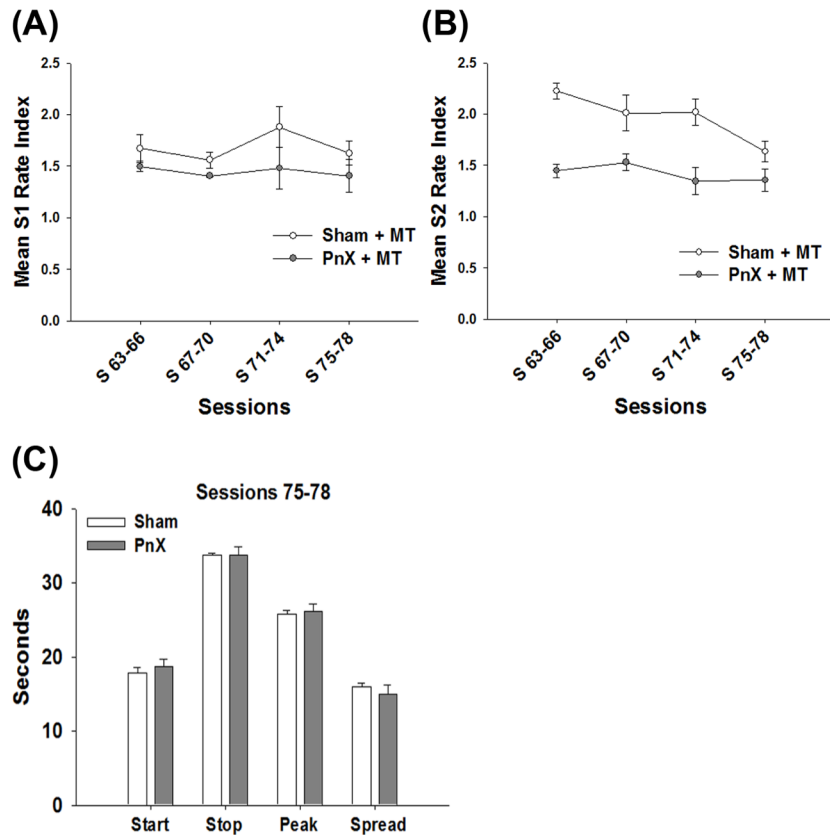 (A)
Mean S1 Rate Index
2.5
2.0
1.5
1.0
0.5
0.0
Sham + MT
PnX + MT
S 63-66
S 67-70
S 71-74
S 75-78
Sessions
(B)
Mean S2 Rate Index
2.5
2.0
1.5
1.0
0.5
0.0
Sham + MT
PnX + MT
S 63-66
S 67-70
S 71-74
S 75-78
Sessions
(C)
Sessions 75-78
Seconds
40
30
20
10
0
Sham
PnX
Start
Stop
Peak
Spread